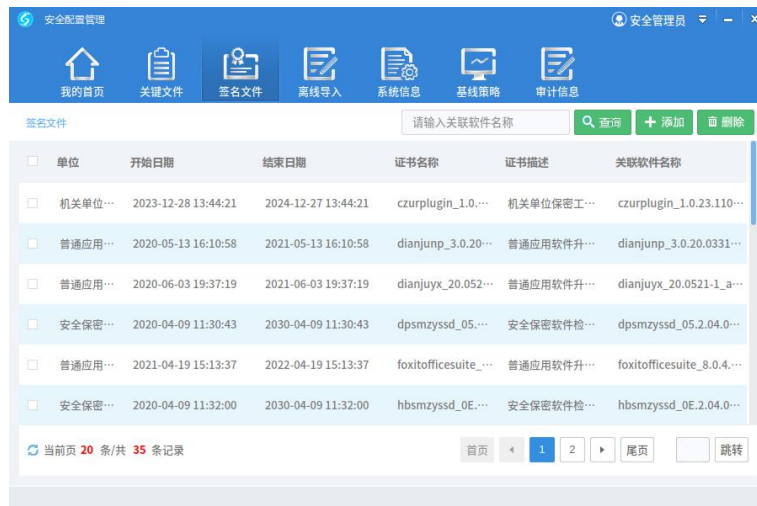 安全配置管理
安全管理员
我的首页 关键文件 签名文件 离线导入 系统信息 基线策略 审计信息
签名文件 请输入关联软件名称 查询 添加 删除
单位 开始日期 结束日期 证书名称 证书描述 关联软件名称
机关单位… 2023-12-28 13:44:21 2024-12-27 13:44:21 czurplugin_1.0.… 机关单位保密工… czurplugin_1.0.23.110…
普通应用… 2020-05-13 16:10:58 2021-05-13 16:10:58 dianjunp_3.0.20… 普通应用软件升… dianjunp_3.0.20.0331…
普通应用… 2020-06-03 19:37:19 2021-06-03 19:37:19 dianjuyx_20.052… 普通应用软件升… dianjuyx_20.0521-1_a…
安全保密… 2020-04-09 11:30:43 2030-04-09 11:30:43 dpsmzyssd_05.… 安全保密软件检… dpsmzyssd_05.2.04.0…
普通应用… 2021-04-19 15:13:37 2022-04-19 15:13:37 foxitofficesuite_… 普通应用软件升… foxitofficesuite_8.0.4.…
安全保密… 2020-04-09 11:32:00 2030-04-09 11:32:00 hbsmzyssd_0E.… 安全保密软件检… hbsmzyssd_0E.2.04.0…
当前页 20 条/共 35 条记录 首页 1 2 尾页 跳转